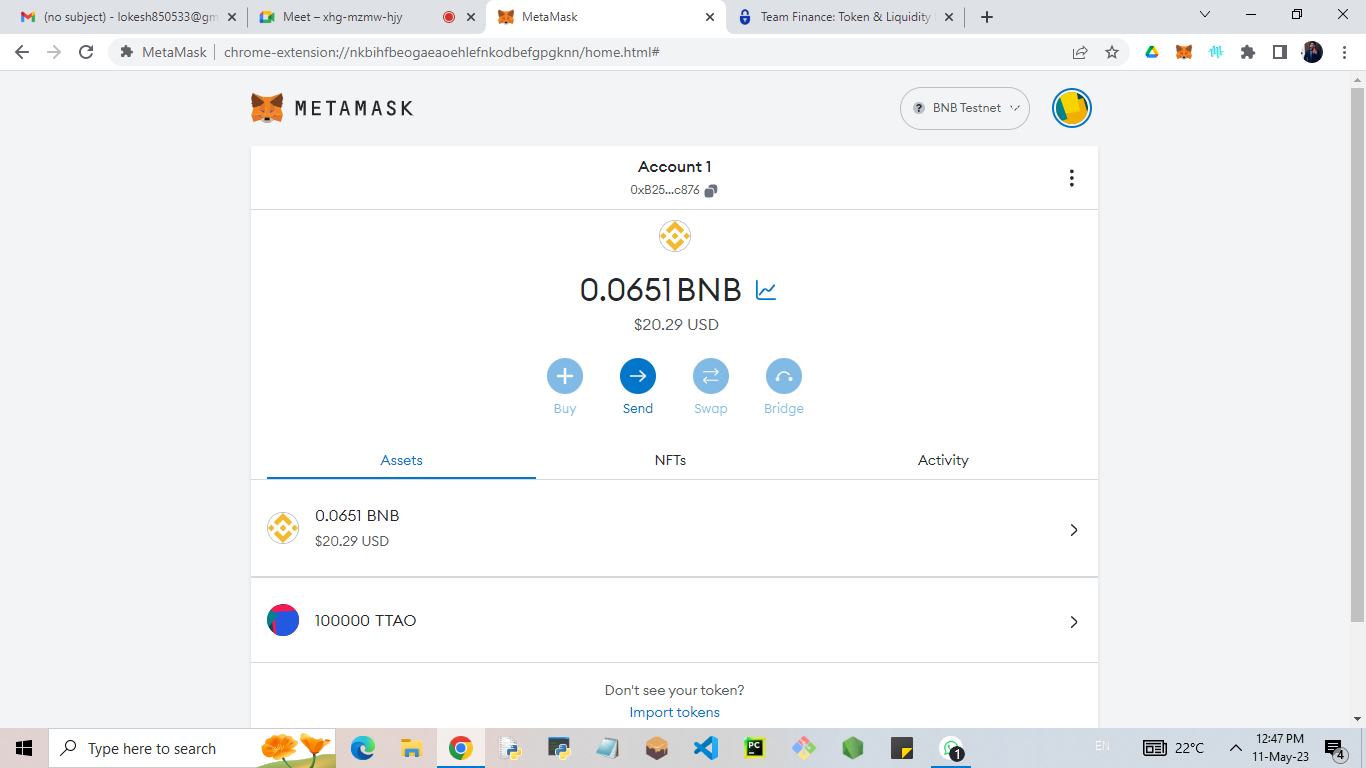 (no subject) - lokesh850533@gm
Meet – xhg-mzmw-hjy
MetaMask
Team Finance: Token & Liquidity
MetaMask
chrome-extension://nkbihfbeogaeaoehlefnkodbefgpgknn/home.html#
METAMASK
? BNB Testnet
Account 1
0xB25...c876
0.0651 BNB
$20.29 USD
Buy
Send
Swap
Bridge
Assets
NFTs
Activity
0.0651 BNB
$20.29 USD
100000 TTAO
Don't see your token?
Import tokens
Type here to search
PC
1
EN
22°C
12:47 PM
11-May-23
4